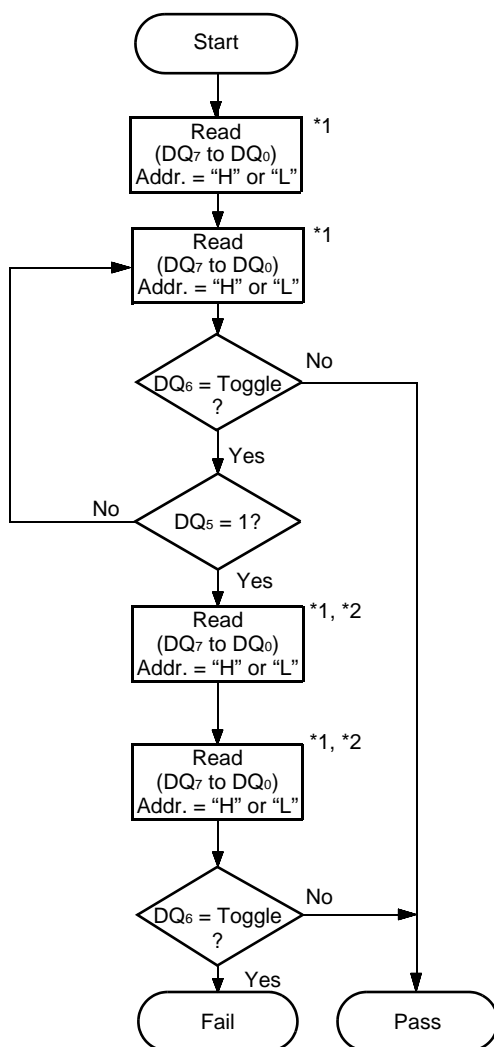 Start
Read
(DQ₇ to DQ₀)
Addr. = “H” or “L”
*1
Read
(DQ₇ to DQ₀)
Addr. = “H” or “L”
*1
DQ₆ = Toggle
?
No
Yes
DQ₅ = 1?
No
Yes
Read
(DQ₇ to DQ₀)
Addr. = “H” or “L”
*1, *2
Read
(DQ₇ to DQ₀)
Addr. = “H” or “L”
*1, *2
DQ₆ = Toggle
?
No
Yes
Fail
Pass